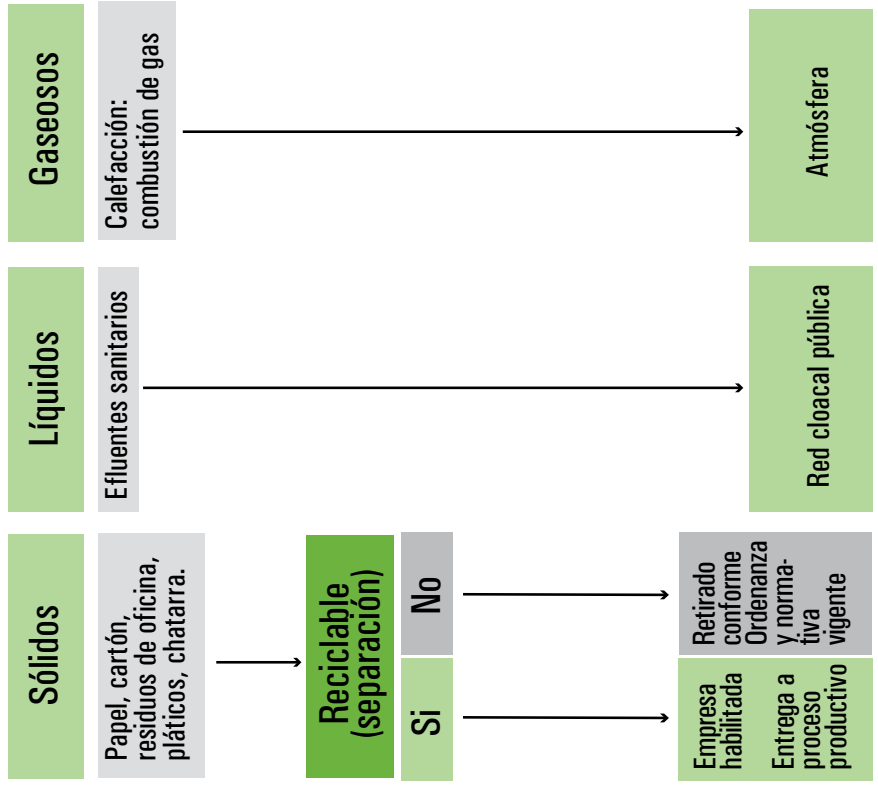 Sólidos
Papel, cartón,
residuos de oficina,
pláticos, chatarra.
Reciclable
(separación)
Si
No
Empresa
habilitada
Entrega a
proceso
productivo
Retirado
conforme
Ordenanza
y norma-
tiva
vigente
Líquidos
Efluentes sanitarios
Red cloacal pública
Gaseosos
Calefacción:
combustión de gas
Atmósfera